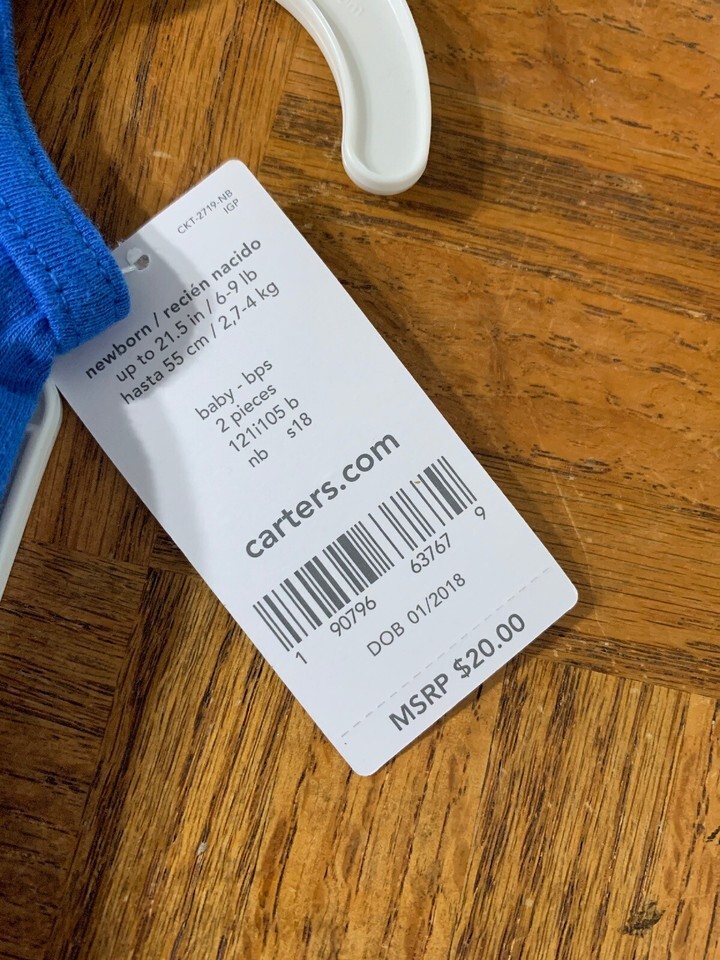 CKT-2719-NB
IGP
newborn / recién nacido
up to 21.5 in / 6-9 lb
hasta 55 cm / 2,7-4 kg
baby - bps
2 pieces
121i105 b
nb s18
carters.com
1 90796 63767 9
DOB 01/2018
MSRP $20.00